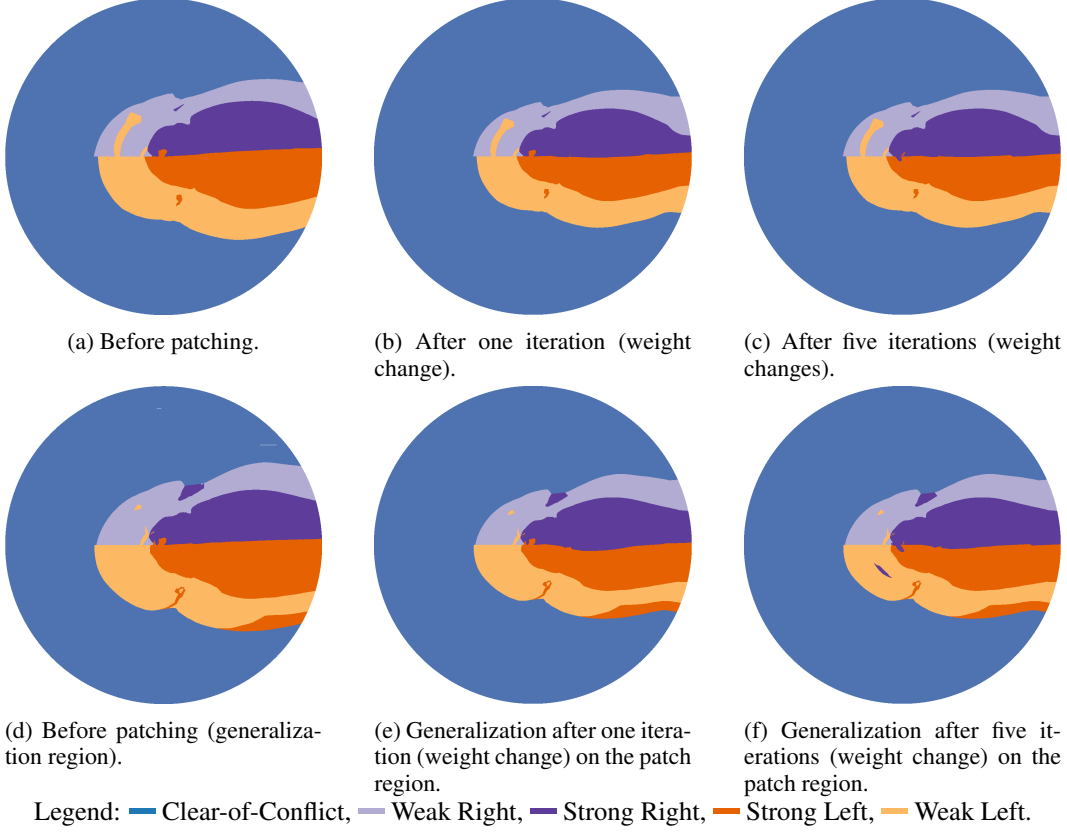 (a) Before patching.
(b) After one iteration (weight
change).
(c) After five iterations (weight
changes).
(d) Before patching (generaliza-
tion region).
(e) Generalization after one itera-
tion (weight change) on the patch
region.
(f) Generalization after five it-
erations (weight change) on the
patch region.
Legend: Clear-of-Conflict, Weak Right, Strong Right, Strong Left, Weak Left.